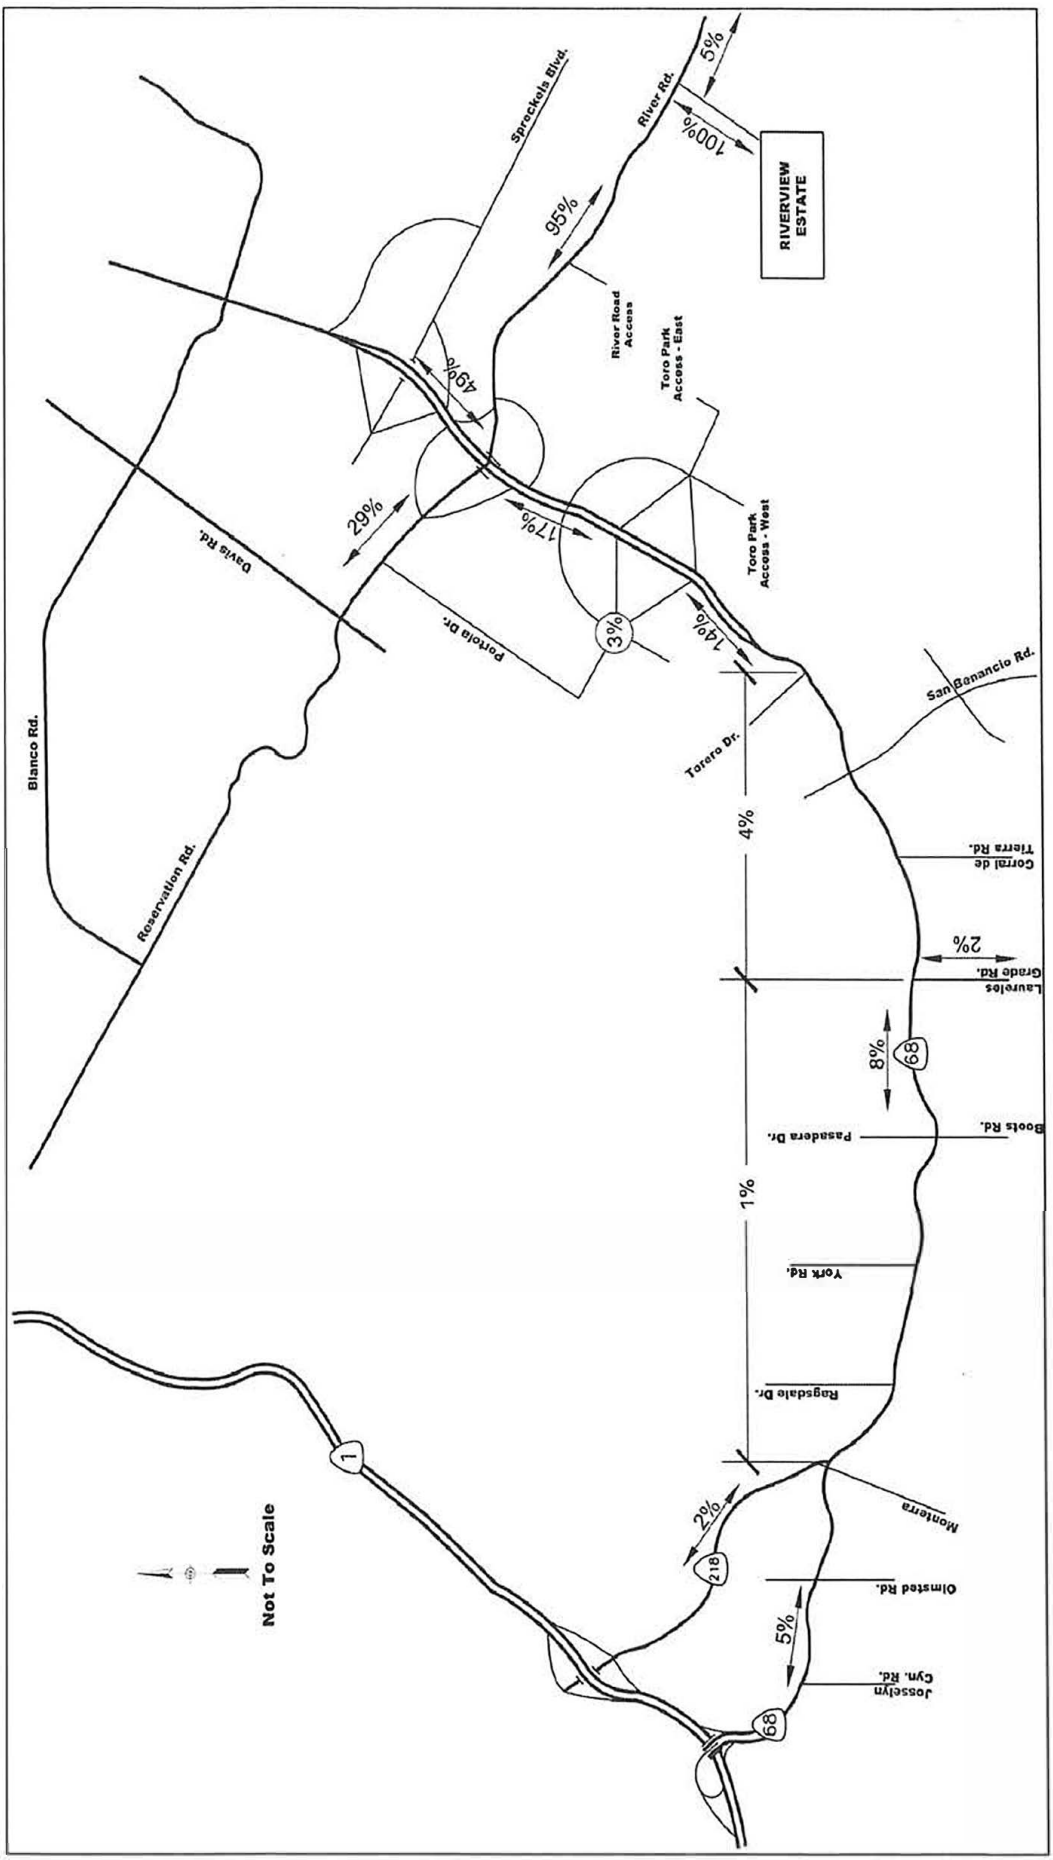 5%
River Rd.
100%
RIVERVIEW
ESTATE
Spreckels Blvd.
95%
River Road
Access
49%
Toro Park
Access - East
29%
17%
Toro Park
Access - West
Davis Rd.
Portola Dr.
3%
14%
San Benancio Rd.
Blanco Rd.
Torero Dr.
4%
Corral de
Tierra Rd.
Reservation Rd.
2%
Laureles
Grade Rd.
8%
68
Pasadera Dr.
Boots Rd.
1%
York Rd.
Ragsdale Dr.
1
2%
Monterra
218
Not To Scale
Olmsted Rd.
5%
Josselyn
Cyn. Rd.
68